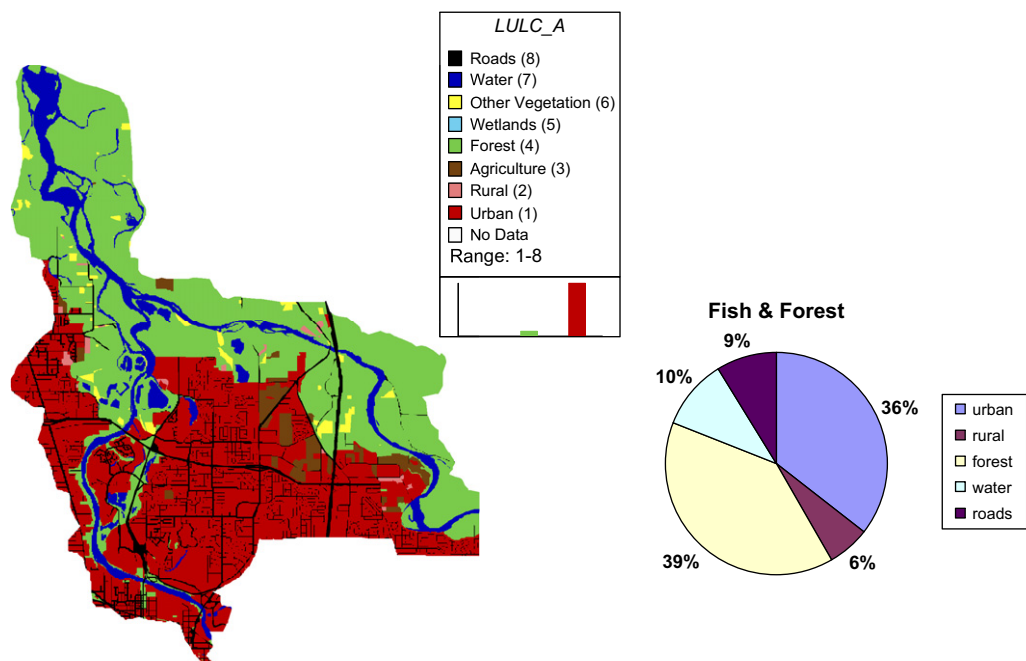 LULC_A
Roads (8)
Water (7)
Other Vegetation (6)
Wetlands (5)
Forest (4)
Agriculture (3)
Rural (2)
Urban (1)
No Data
Range: 1-8
Fish & Forest
9%
10%
36%
39%
6%
urban
rural
forest
water
roads